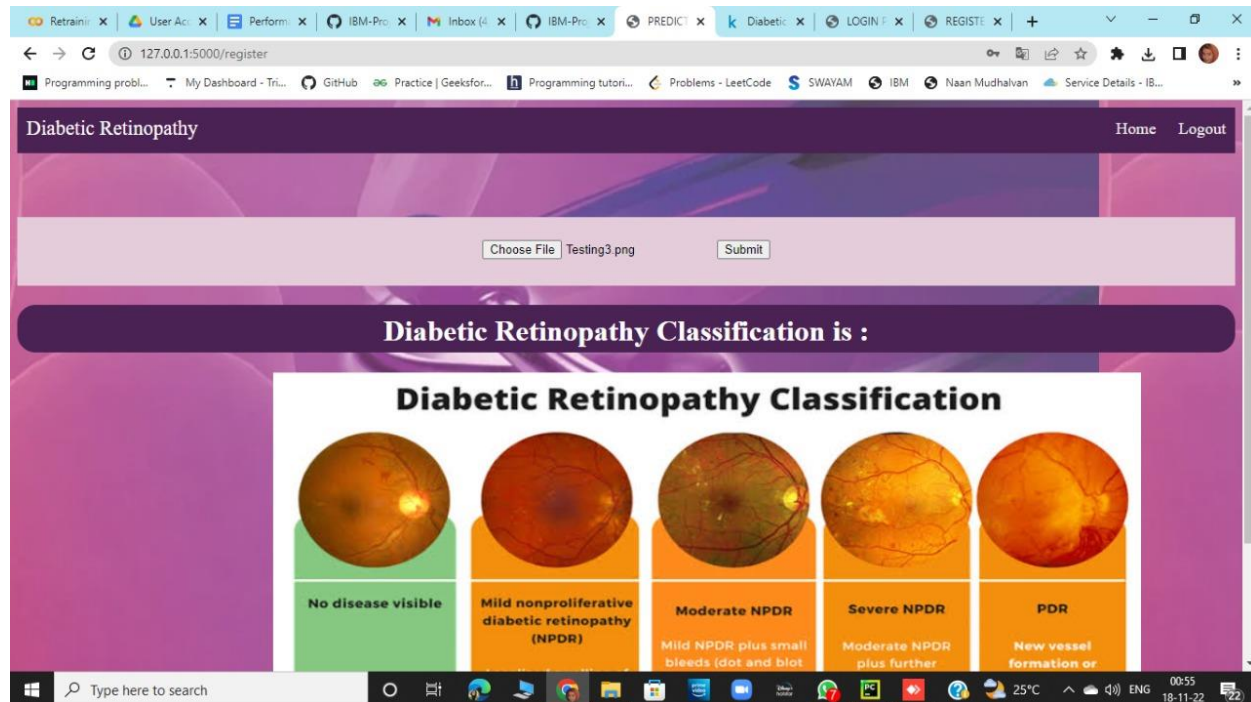 Retrainin
User Acc
Perform
IBM-Pro
Inbox (4
IBM-Pro
PREDICT
Diabetic
LOGIN P
REGISTE
127.0.0.1:5000/register
Programming probl...
My Dashboard - Tri...
GitHub
Practice | Geeksfor...
Programming tutori...
Problems - LeetCode
SWAYAM
IBM
Naan Mudhalvan
Service Details - IB...
»
Diabetic Retinopathy
Home
Logout
Choose File Testing3.png
Submit
Diabetic Retinopathy Classification is :
Diabetic Retinopathy Classification
No disease visible
Mild nonproliferative
diabetic retinopathy
(NPDR)
Moderate NPDR
Mild NPDR plus small
bleeds (dot and blot
Severe NPDR
Moderate NPDR
plus further
PDR
New vessel
formation or
Type here to search
25°C
ENG
00:55
18-11-22
22